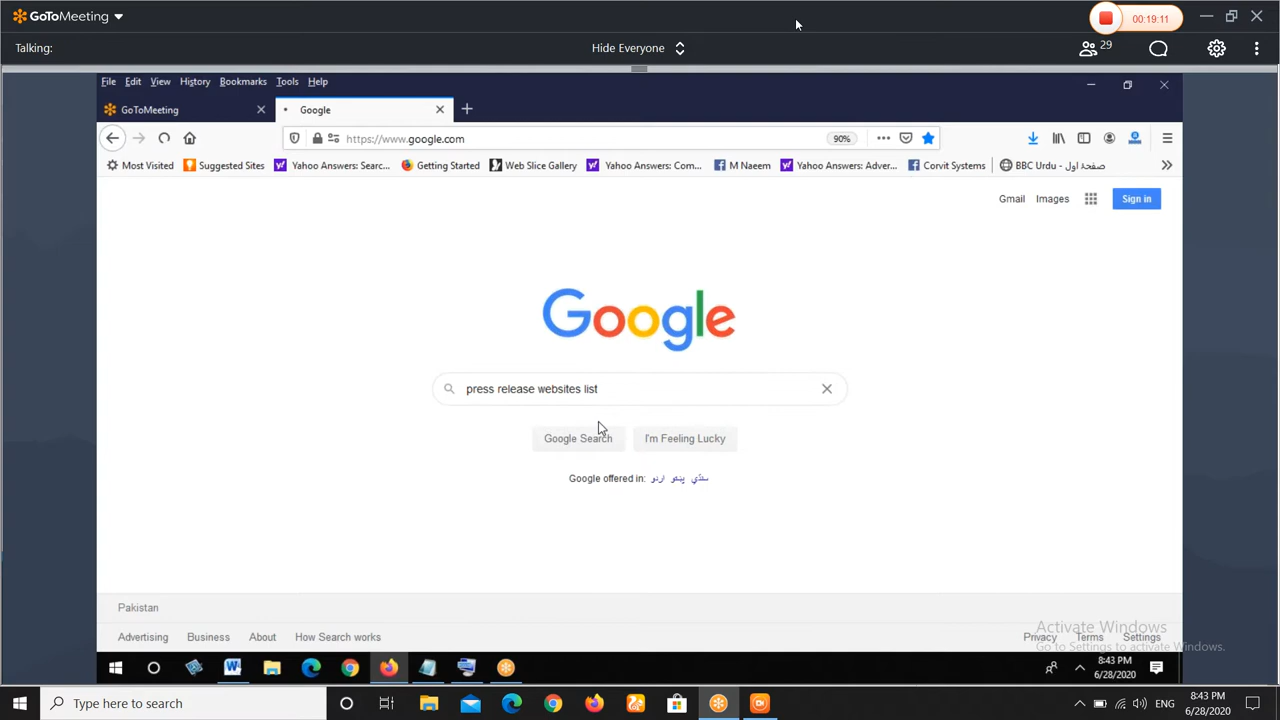 GoToMeeting
00:19:11
Talking:
Hide Everyone
29
File Edit View History Bookmarks Tools Help
GoToMeeting
Google
https://www.google.com
90%
Most Visited
Suggested Sites
Yahoo Answers: Searc...
Getting Started
Web Slice Gallery
Yahoo Answers: Com...
M Naeem
Yahoo Answers: Adver...
Corvit Systems
BBC Urdu - صفحۂ اول
Gmail Images
Sign in
Google
press release websites list
Google Search
I'm Feeling Lucky
Google offered in: اردو پښتو سنڌي
Pakistan
Advertising Business About How Search works
Privacy Terms Settings
Activate Windows
Go to Settings to activate Windows.
8:43 PM
6/28/2020
Type here to search
ENG
8:43 PM
6/28/2020